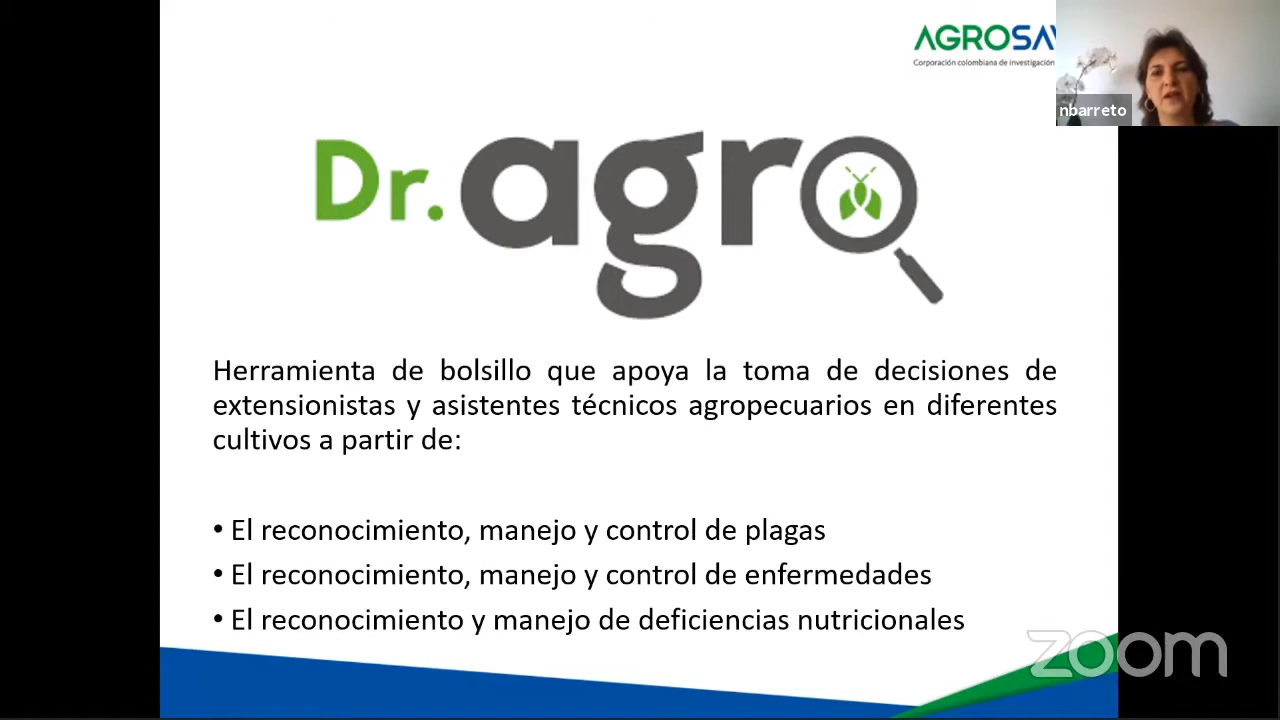 AGROSAV
Corporación colombiana de investigación
nbarreto
Dr. agro
Herramienta de bolsillo que apoya la toma de decisiones de
extensionistas y asistentes técnicos agropecuarios en diferentes
cultivos a partir de:
• El reconocimiento, manejo y control de plagas
• El reconocimiento, manejo y control de enfermedades
• El reconocimiento y manejo de deficiencias nutricionales
zoom